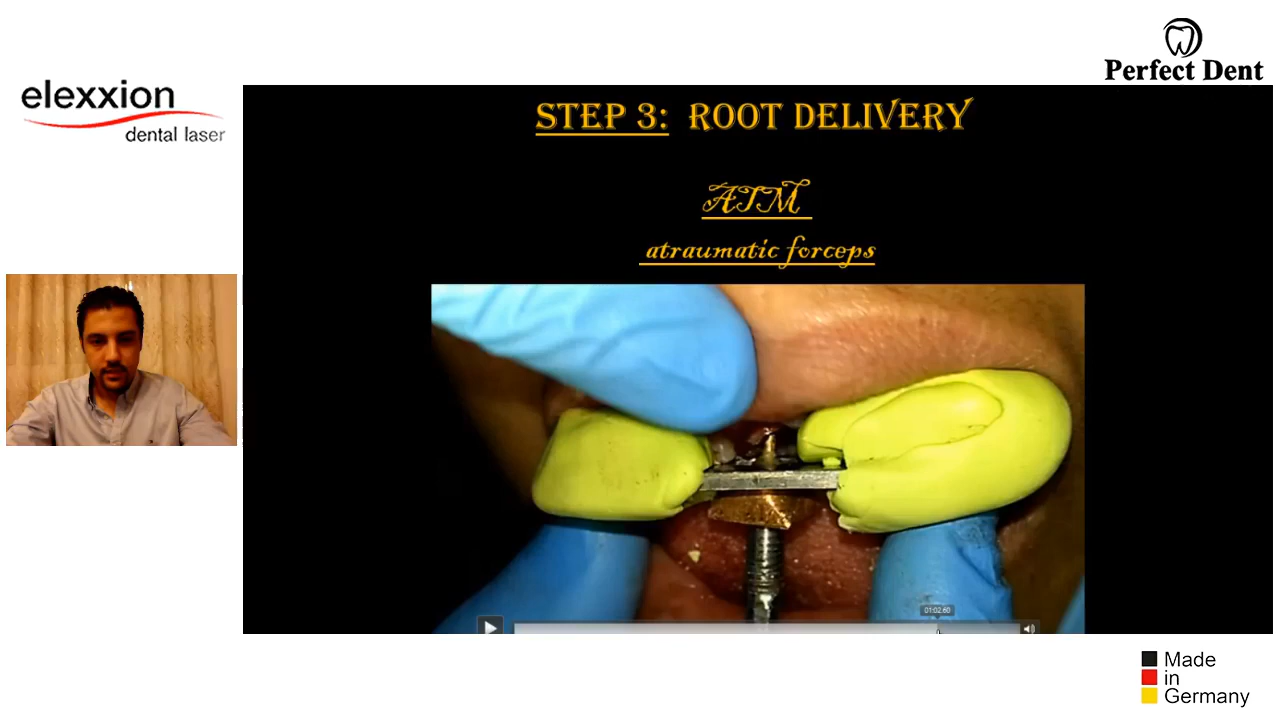 Perfect Dent
elexxion
dental laser
STEP 3: ROOT DELIVERY
ATM
atraumatic forceps
01:02.60
Made
in
Germany